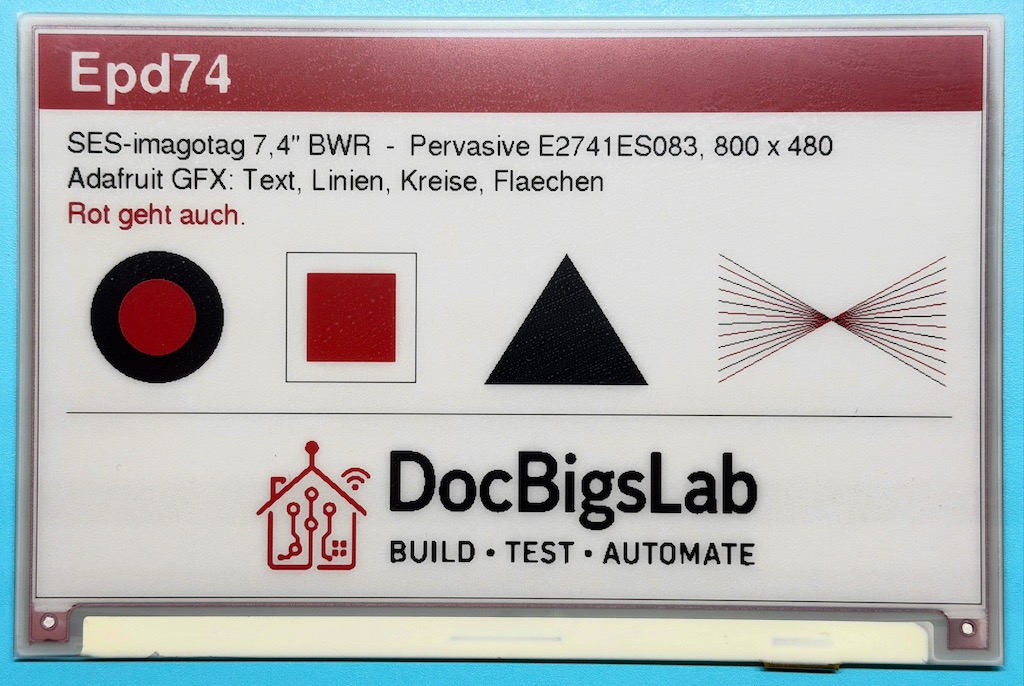 Epd74
SES-imagotag 7,4" BWR - Pervasive E2741ES083, 800 x 480
Adafruit GFX: Text, Linien, Kreise, Flaechen
Rot geht auch.
DocBigsLab
BUILD • TEST • AUTOMATE